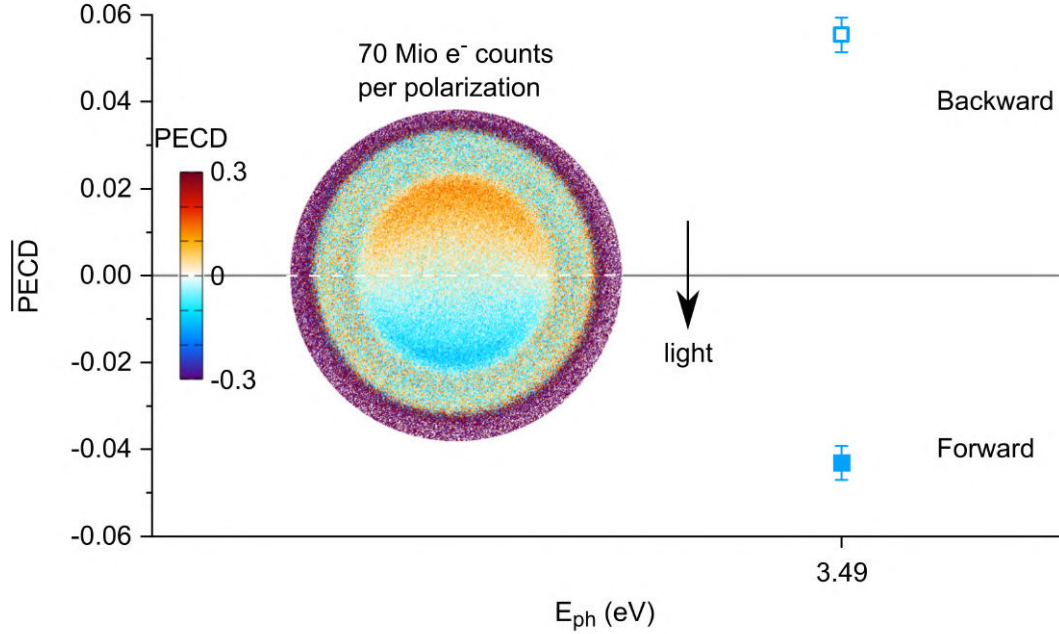 0.06
70 Mio e⁻ counts
per polarization
0.04
Backward
PECD
0.3
0.02
PECD
0.00
0
light
-0.02
-0.3
-0.04
Forward
-0.06
3.49
E_ph (eV)